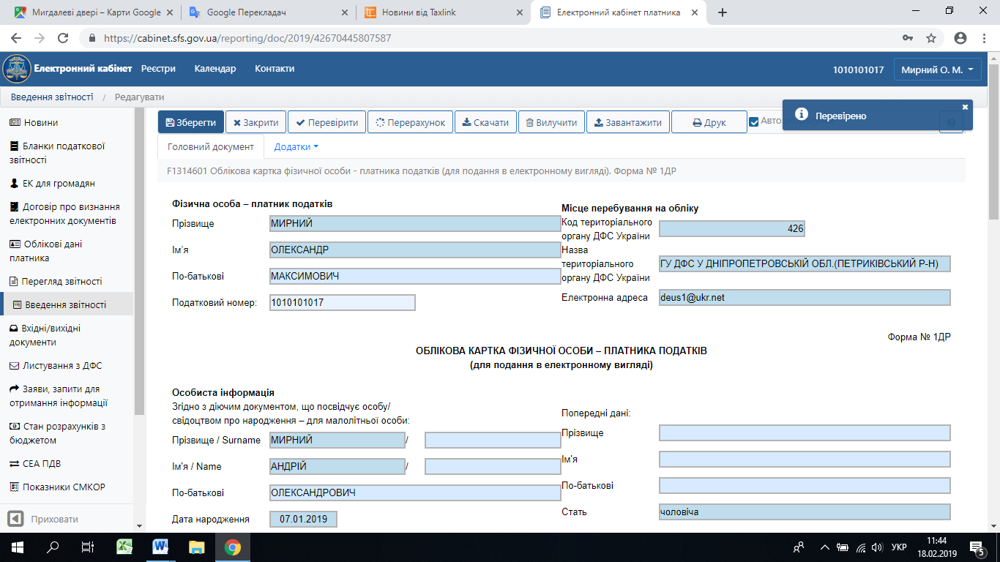 Мигдалеві двері – Карти Google
Google Перекладач
Новини від Taxlink
Електронний кабінет платника
https://cabinet.sfs.gov.ua/reporting/doc/2019/42670445807587
Електронний кабінет
Реєстри
Календар
Контакти
1010101017
Мирний О. М.
Введення звітності / Редагувати
Новини
Бланки податкової
звітності
ЕК для громадян
Договір про визнання
електронних документів
Облікові дані
платника
Перегляд звітності
Введення звітності
Вхідні/вихідні
документи
Листування з ДФС
Заяви, запити для
отримання інформації
Стан розрахунків з
бюджетом
СЕА ПДВ
Показники СМКОР
Приховати
Зберегти
Закрити
Перевірити
Перерахунок
Скачати
Вилучити
Завантажити
Друк
Авто
Перевірено
Головний документ
Додатки
F1314601 Облікова картка фізичної особи - платника податків (для подання в електронному вигляді). Форма № 1ДР
Фізична особа – платник податків
Прізвище МИРНИЙ
Ім’я ОЛЕКСАНДР
По-батькові МАКСИМОВИЧ
Податковий номер: 1010101017
Місце перебування на обліку
Код територіального
органу ДФС України 426
Назва
територіального ГУ ДФС У ДНІПРОПЕТРОВСЬКІЙ ОБЛ.(ПЕТРИКІВСЬКИЙ Р-Н)
органу ДФС України
Електронна адреса deus1@ukr.net
Форма № 1ДР
ОБЛІКОВА КАРТКА ФІЗИЧНОЇ ОСОБИ – ПЛАТНИКА ПОДАТКІВ
(для подання в електронному вигляді)
Особиста інформація
Згідно з діючим документом, що посвідчує особу/
свідоцтвом про народження – для малолітньої особи:
Прізвище / Surname МИРНИЙ /
Ім'я / Name АНДРІЙ /
По-батькові ОЛЕКСАНДРОВИЧ
Дата народження 07.01.2019
Попередні дані:
Прізвище
Ім'я
По-батькові
Стать чоловіча
УКР
11:44
18.02.2019
5